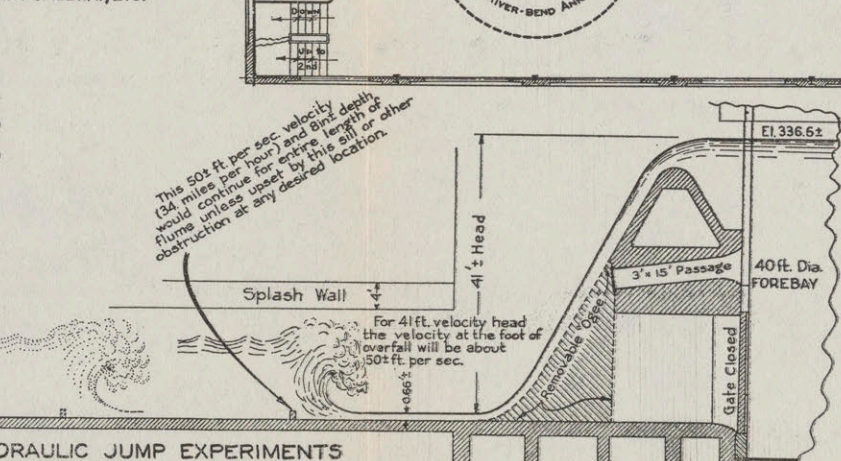 RIVER-BEND ANN
Down
Up to
2nd
This 50± ft per sec. velocity
(34. miles per hour) and 8in± depth
would continue for entire length of
flume unless upset by this sill or other
obstruction at any desired location.
El. 336.6±
41'± Head
3'x 15' Passage
40 ft. Dia.
FOREBAY
Splash Wall
4'
For 41 ft. velocity head
the velocity at the foot of
overfall will be about
50± ft. per sec.
0.66'±
Removable "Ogee"
Gate Closed
DRAULIC JUMP EXPERIMENTS